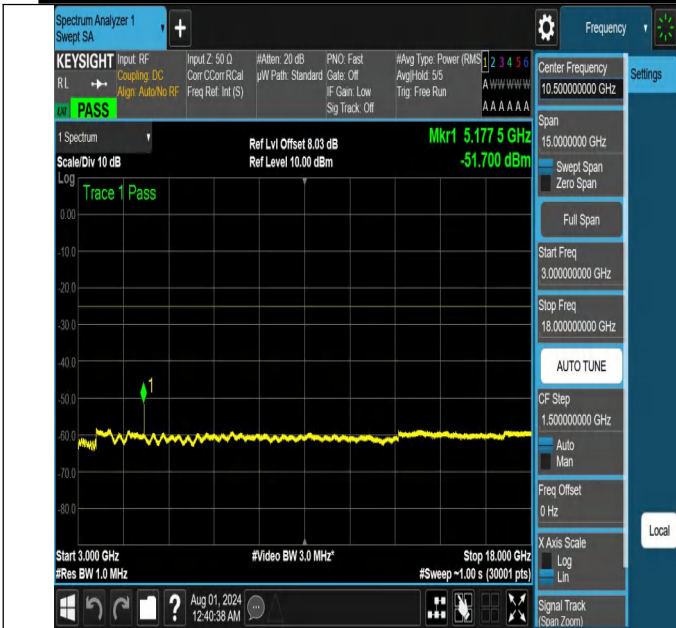 Spectrum Analyzer 1
Swept SA
+
Frequency
KEYSIGHT
RL
PASS
Input: RF
Coupling: DC
Align: Auto/No RF
Input Z: 50 Ω
Corr CCorr RCal
Freq Ref: Int (S)
#Atten: 20 dB
µW Path: Standard
PNO: Fast
Gate: Off
IF Gain: Low
Sig Track: Off
#Avg Type: Power (RMS
Avg|Hold: 5/5
Trig: Free Run
1 2 3 4 5 6
A W W W W W
A A A A A A
1 Spectrum
Scale/Div 10 dB
Log
Ref Lvl Offset 8.03 dB
Ref Level 10.00 dBm
Mkr1 5.177 5 GHz
-51.700 dBm
Trace 1 Pass
0.00
-10.0
-20.0
-30.0
-40.0
-50.0
-60.0
-70.0
-80.0
1
Start 3.000 GHz
#Res BW 1.0 MHz
#Video BW 3.0 MHz*
Stop 18.000 GHz
#Sweep ~1.00 s (30001 pts)
?
Aug 01, 2024
12:40:38 AM
Center Frequency
10.500000000 GHz
Settings
Span
15.0000000 GHz
Swept Span
Zero Span
Full Span
Start Freq
3.000000000 GHz
Stop Freq
18.000000000 GHz
AUTO TUNE
CF Step
1.500000000 GHz
Auto
Man
Freq Offset
0 Hz
X Axis Scale
Log
Lin
Local
Signal Track
(Span Zoom)